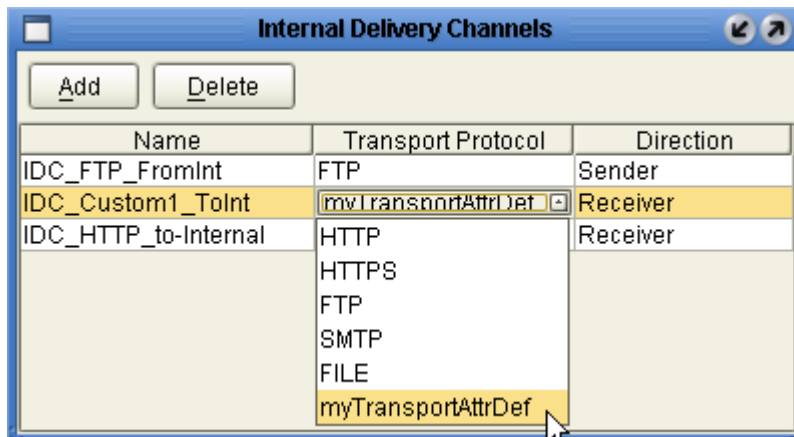 Internal Delivery Channels
Add Delete
Name Transport Protocol Direction
IDC_FTP_FromInt FTP Sender
IDC_Custom1_ToInt myTransportAttrDef Receiver
IDC_HTTP_to-Internal HTTP Receiver
HTTPS
FTP
SMTP
FILE
myTransportAttrDef